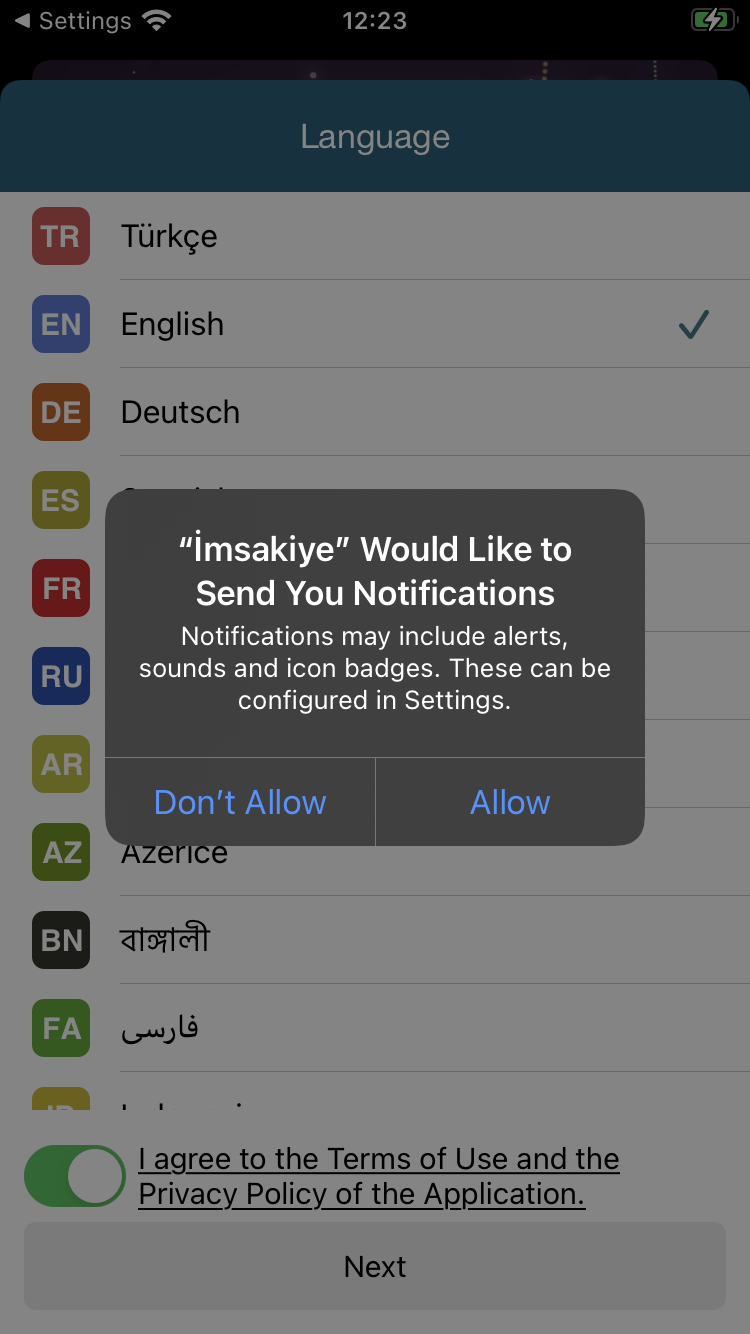 Settings
12:23
Language
TR Türkçe
EN English
DE Deutsch
ES
FR
RU
AR
“İmsakiye” Would Like to
Send You Notifications
Notifications may include alerts,
sounds and icon badges. These can be
configured in Settings.
Don’t Allow Allow
AZ Azerice
BN বাঙ্গালী
FA فارسی
I agree to the Terms of Use and the
Privacy Policy of the Application.
Next